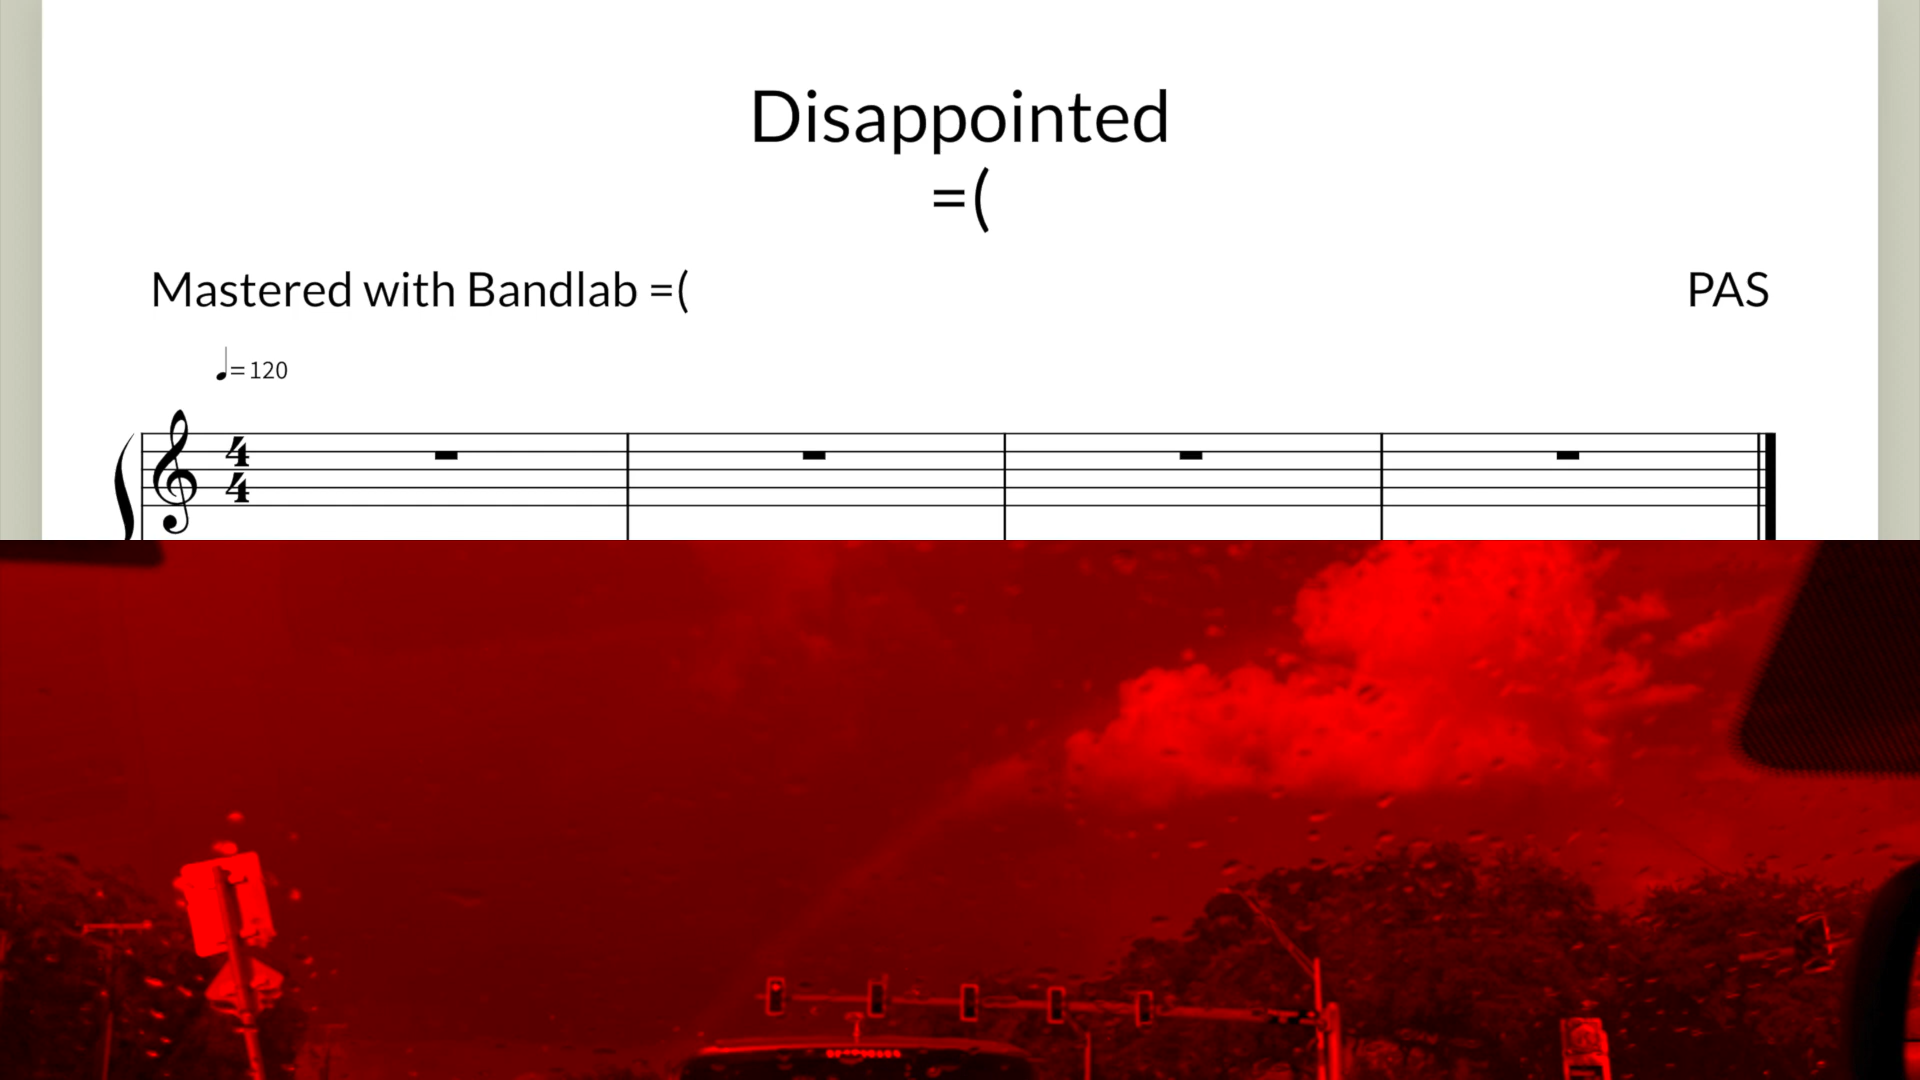 Disappointed
=(
Mastered with Bandlab =(
PAS
♩= 120
4
4